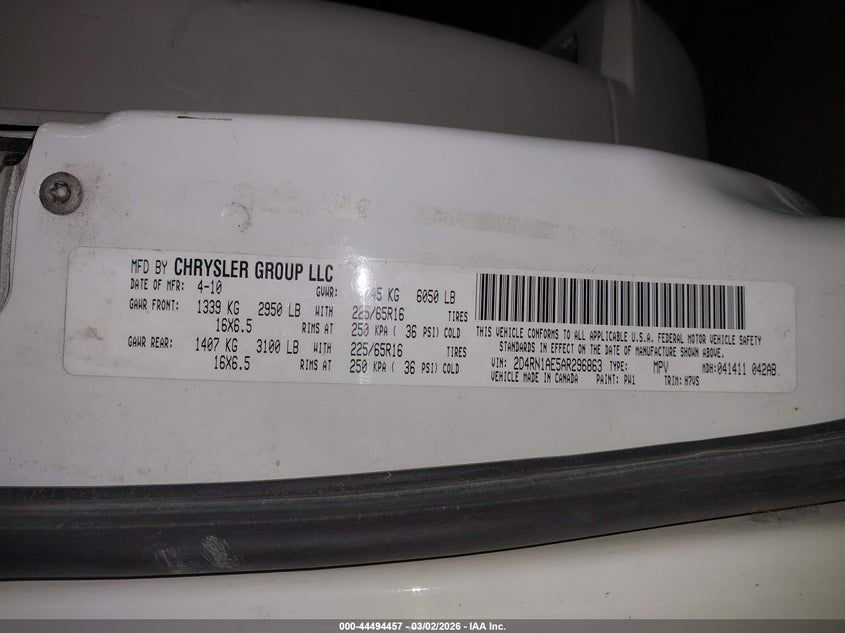 MFD BY CHRYSLER GROUP LLC
DATE OF MFR: 4-10 GVWR: KG 6050 LB
GAWR FRONT: 1339 KG 2950 LB WITH 225/65R16 TIRES
16X6.5 RIMS AT 250 KPA ( 36 PSI) COLD
GAWR REAR: 1407 KG 3100 LB WITH 225/65R16 TIRES
16X6.5 RIMS AT 250 KPA ( 36 PSI) COLD
THIS VEHICLE CONFORMS TO ALL APPLICABLE U.S.A. FEDERAL MOTOR VEHICLE SAFETY
STANDARDS IN EFFECT ON THE DATE OF MANUFACTURE SHOWN ABOVE.
VIN: 2D4RN1AE5AR296863 TYPE: MPV MDH: 041411 042AB
VEHICLE MADE IN CANADA PAINT: PW1 TRIM: H7VS
000-44494457 - 03/02/2026 - IAA Inc.